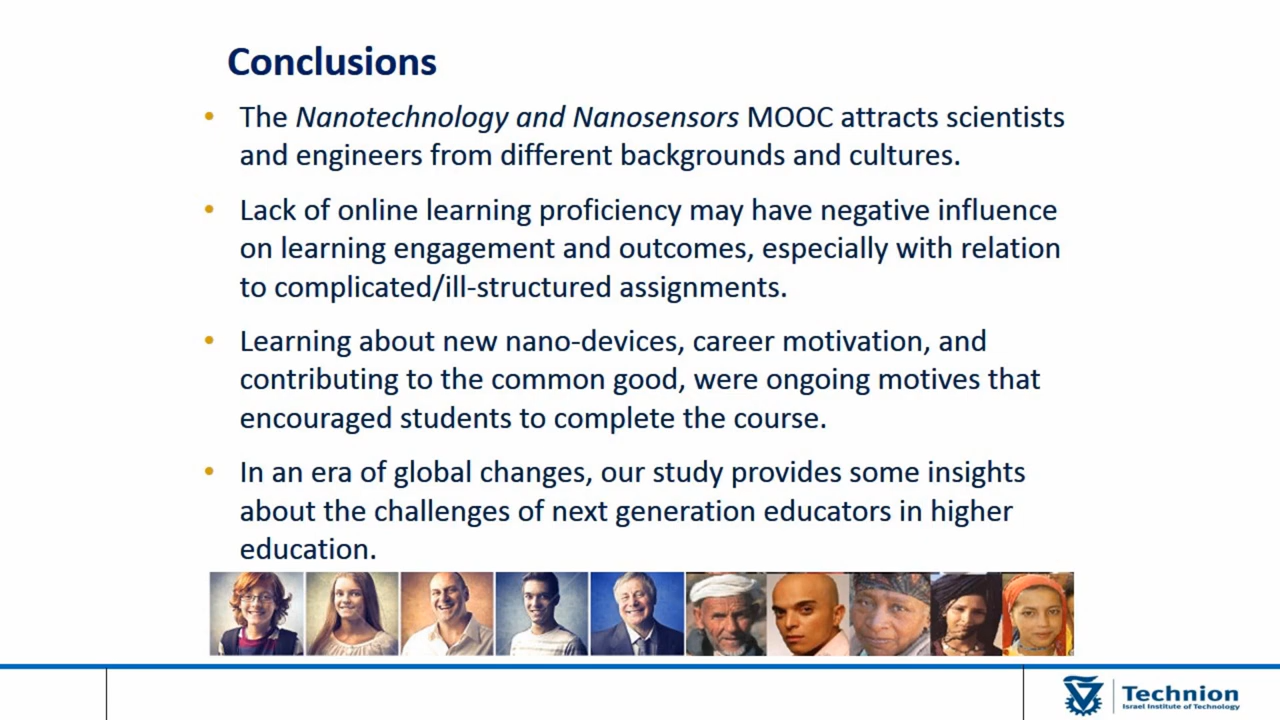 Conclusions
• The Nanotechnology and Nanosensors MOOC attracts scientists
and engineers from different backgrounds and cultures.
• Lack of online learning proficiency may have negative influence
on learning engagement and outcomes, especially with relation
to complicated/ill-structured assignments.
• Learning about new nano-devices, career motivation, and
contributing to the common good, were ongoing motives that
encouraged students to complete the course.
• In an era of global changes, our study provides some insights
about the challenges of next generation educators in higher
education.
Technion
Israel Institute of Technology